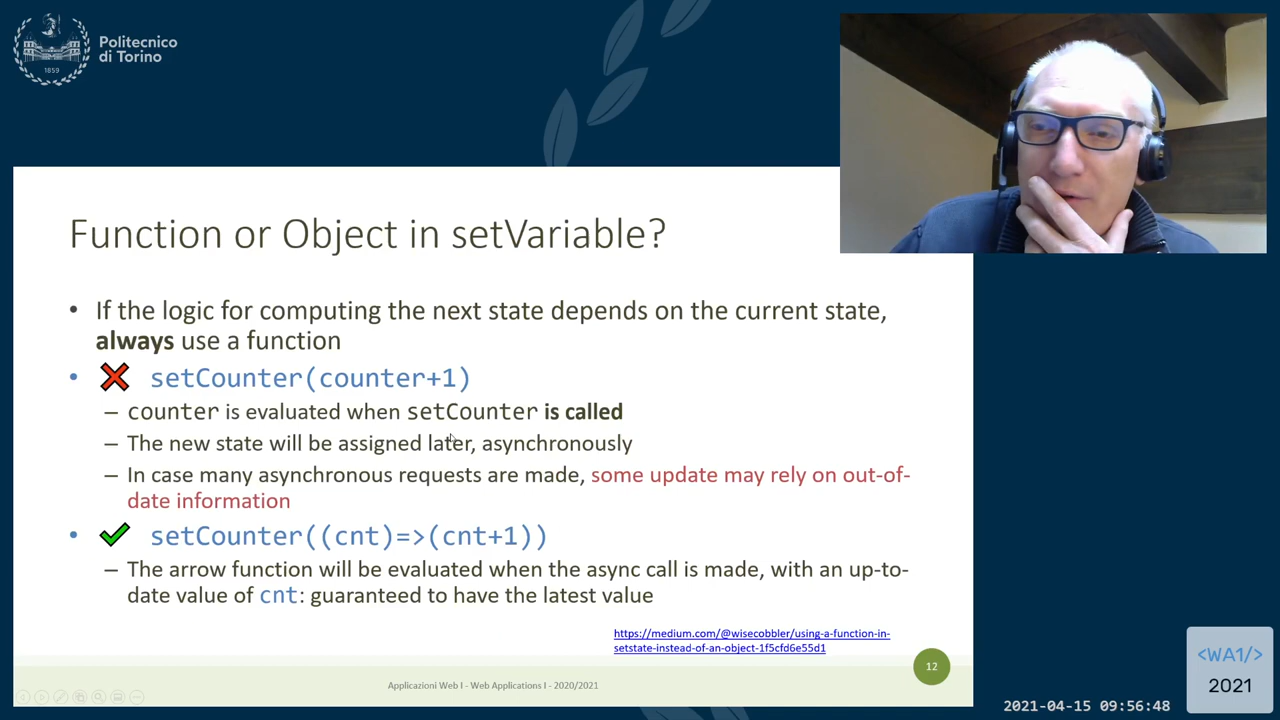 Politecnico
di Torino
1859
Function or Object in setVariable?
• If the logic for computing the next state depends on the current state,
always use a function
• setCounter(counter+1)
– counter is evaluated when setCounter is called
– The new state will be assigned later, asynchronously
– In case many asynchronous requests are made, some update may rely on out-of-
date information
• setCounter((cnt)=>(cnt+1))
– The arrow function will be evaluated when the async call is made, with an up-to-
date value of cnt: guaranteed to have the latest value
https://medium.com/@wisecobbler/using-a-function-in-
setstate-instead-of-an-object-1f5cfd6e55d1
Applicazioni Web I - Web Applications I - 2020/2021
12
<WA1/>
2021
2021-04-15 09:56:48